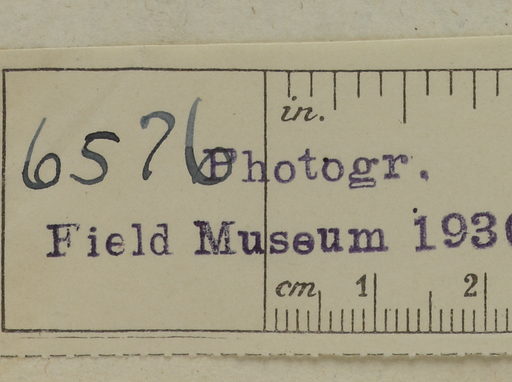 in.
6576 Photogr.
Field Museum 193
cm 1 2